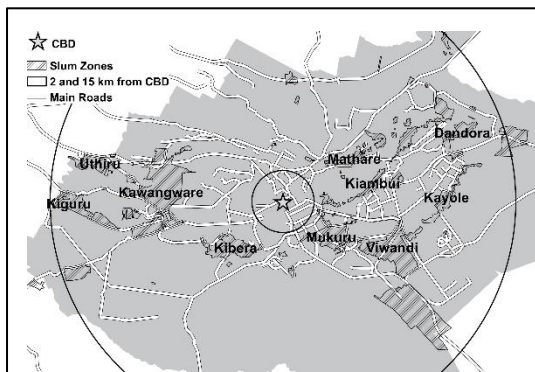 CBD
Slum Zones
2 and 15 km from CBD
Main Roads
Dandora
Mathare
Uthiru
Kiambui
Kawangware
Kiguru
Kayole
Mukuru
Kibera
Viwandi